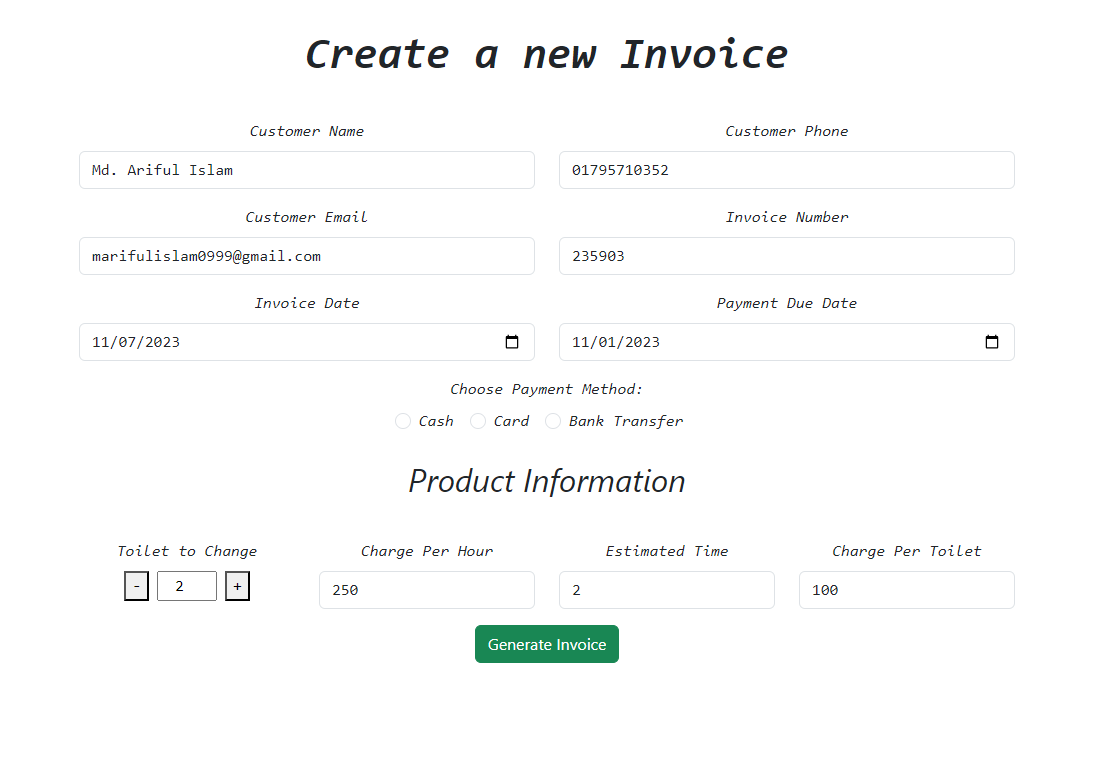 Create a new Invoice
Customer Name Customer Phone
Md. Ariful Islam 01795710352
Customer Email Invoice Number
marifulislam0999@gmail.com 235903
Invoice Date Payment Due Date
11/07/2023 11/01/2023
Choose Payment Method:
Cash Card Bank Transfer
Product Information
Toilet to Change Charge Per Hour Estimated Time Charge Per Toilet
- 2 + 250 2 100
Generate Invoice